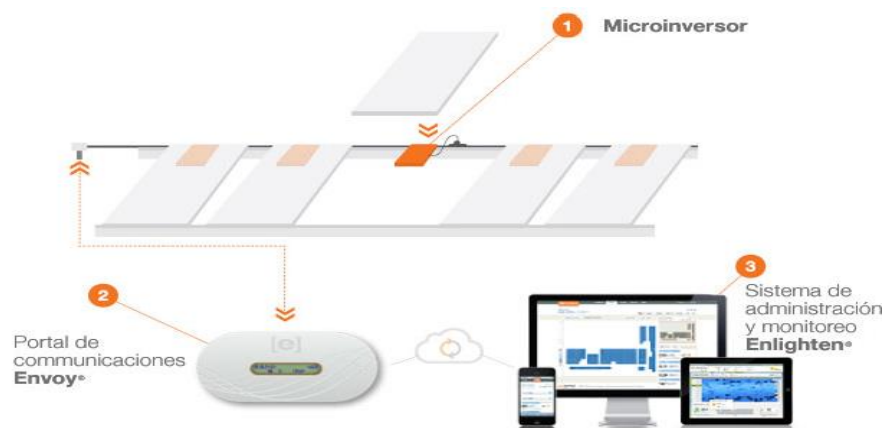 1 Microinversor
2
Portal de
communicaciones
Envoy®
[e]
3
Sistema de
administración
y monitoreo
Enlighten®